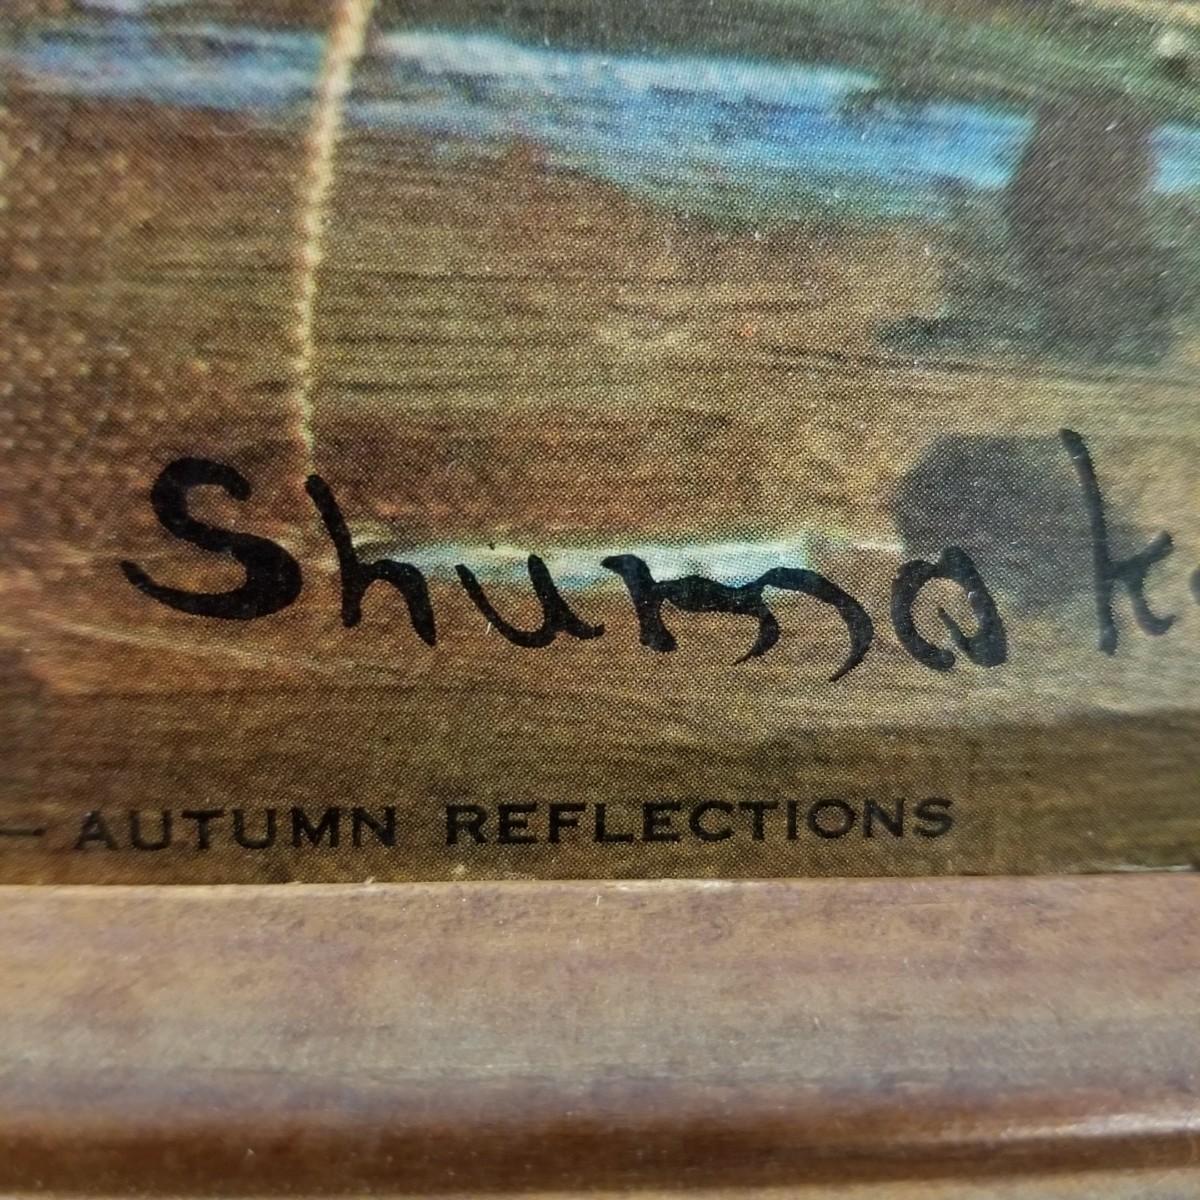 Shumak
— AUTUMN REFLECTIONS